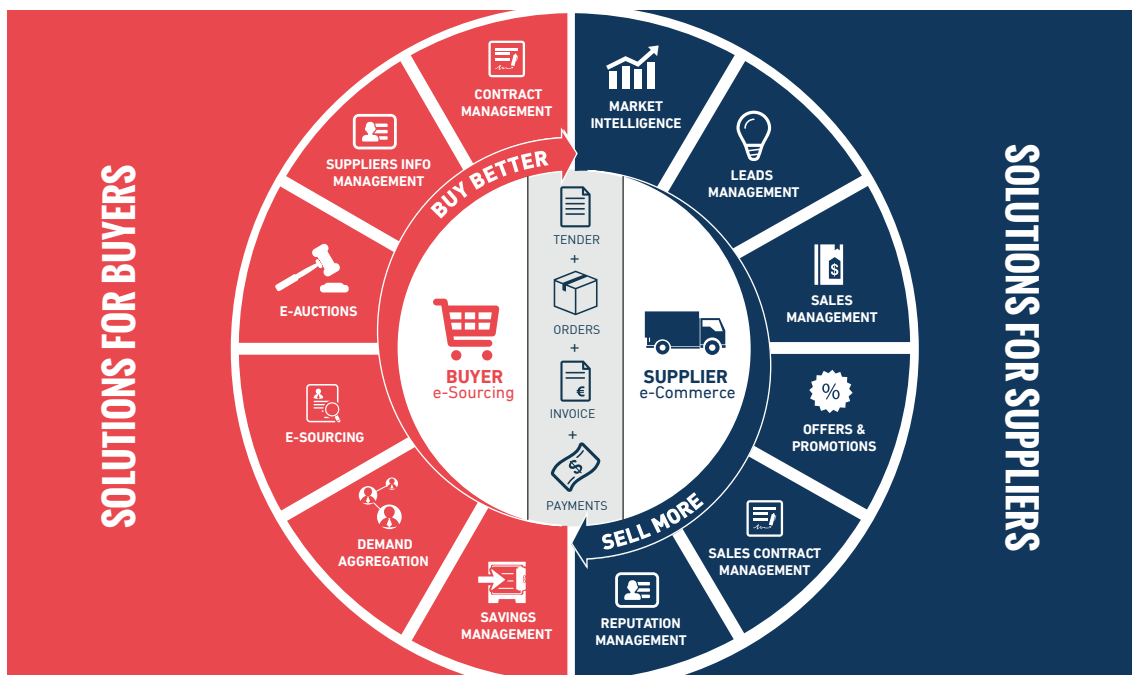 SOLUTIONS FOR BUYERS
CONTRACT
MANAGEMENT
SUPPLIERS INFO
MANAGEMENT
E-AUCTIONS
E-SOURCING
DEMAND
AGGREGATION
SAVINGS
MANAGEMENT
BUY BETTER
BUYER
e-Sourcing
TENDER
+
ORDERS
+
€
INVOICE
+
$
PAYMENTS
SUPPLIER
e-Commerce
SELL MORE
MARKET
INTELLIGENCE
LEADS
MANAGEMENT
$
SALES
MANAGEMENT
%
OFFERS &
PROMOTIONS
SALES CONTRACT
MANAGEMENT
REPUTATION
MANAGEMENT
SOLUTIONS FOR SUPPLIERS